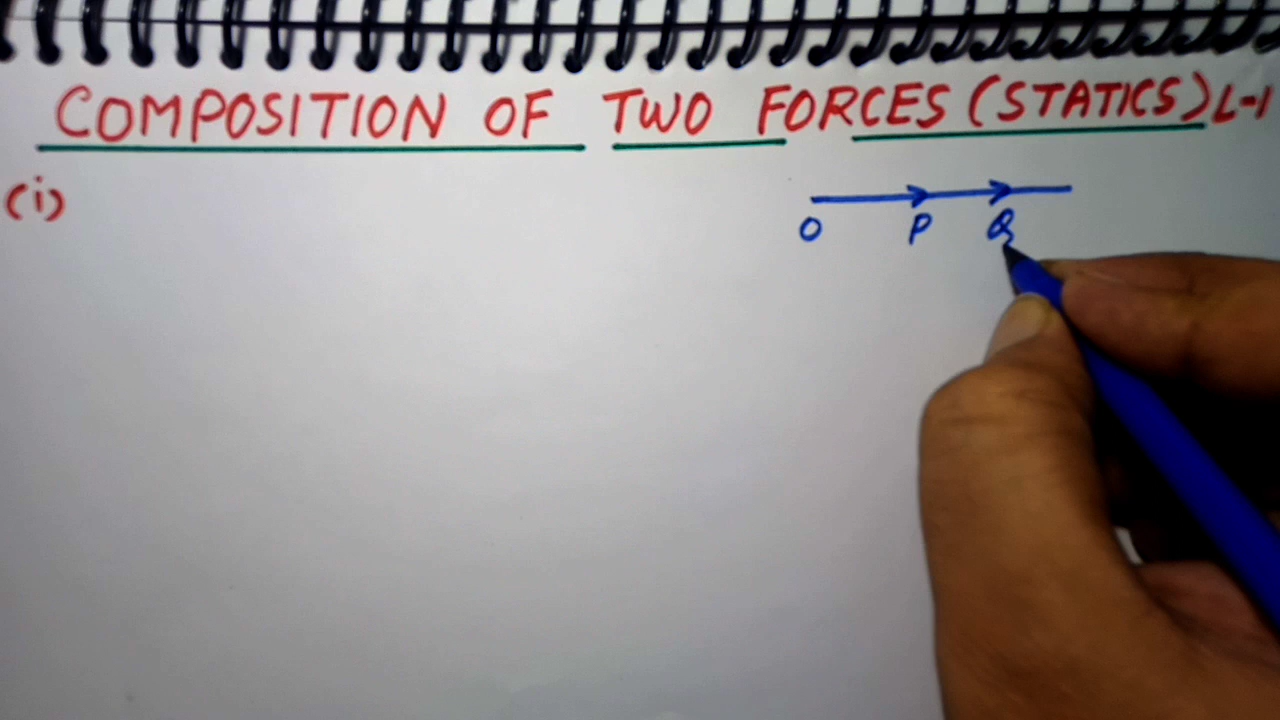 COMPOSITION OF TWO FORCES (STATICS) L-1
(i)
O P Q